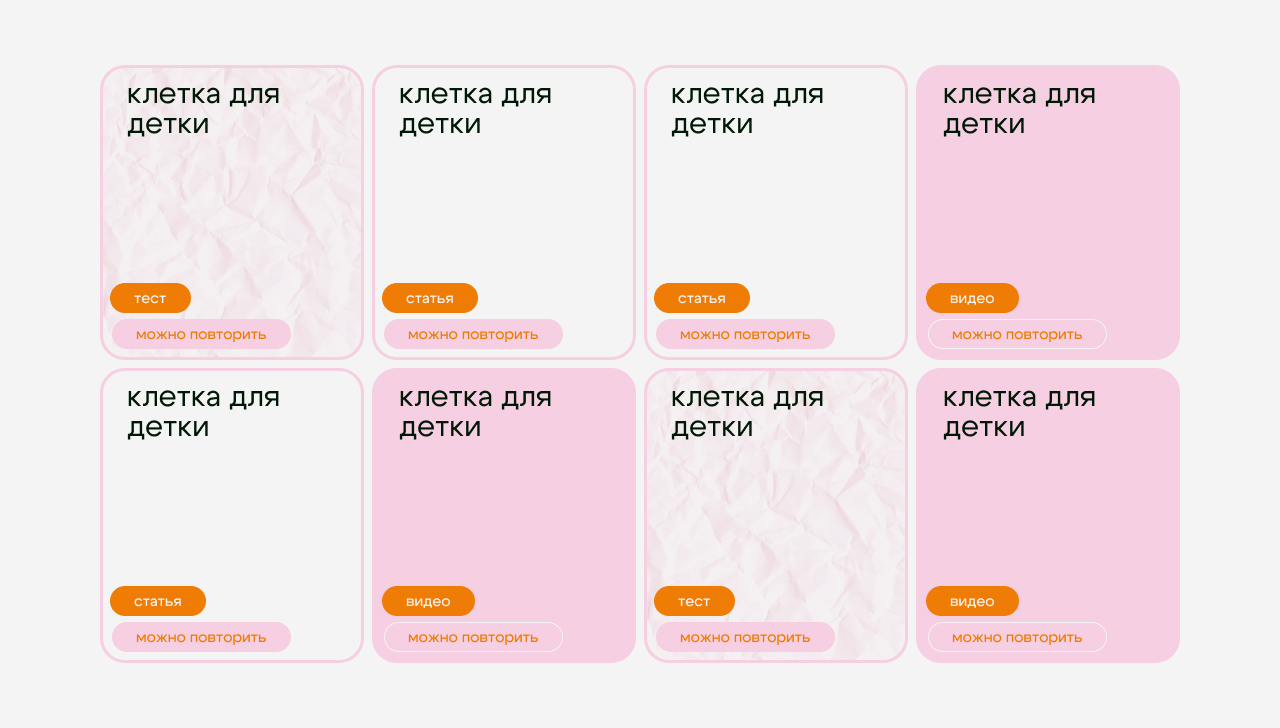 клетка для
детки
тест
можно повторить
клетка для
детки
статья
можно повторить
клетка для
детки
статья
можно повторить
клетка для
детки
видео
можно повторить
клетка для
детки
статья
можно повторить
клетка для
детки
видео
можно повторить
клетка для
детки
тест
можно повторить
клетка для
детки
видео
можно повторить